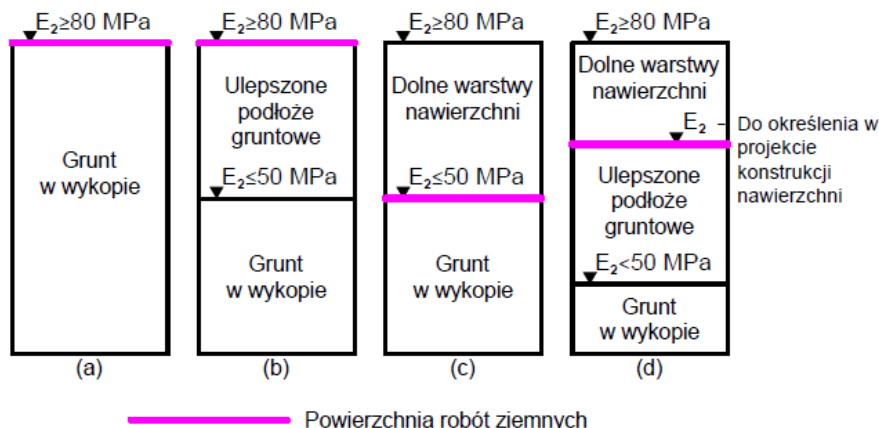 E₂≥80 MPa
Grunt
w wykopie
(a)
E₂≥80 MPa
Ulepszone
podłoże
gruntowe
E₂≤50 MPa
Grunt
w wykopie
(b)
E₂≥80 MPa
Dolne warstwy
nawierzchni
E₂≤50 MPa
Grunt
w wykopie
(c)
E₂≥80 MPa
Dolne warstwy
nawierzchni
E₂ - Do określenia w
projekcie
konstrukcji
nawierzchni
Ulepszone
podłoże
gruntowe
E₂<50 MPa
Grunt
w wykopie
(d)
Powierzchnia robót ziemnych